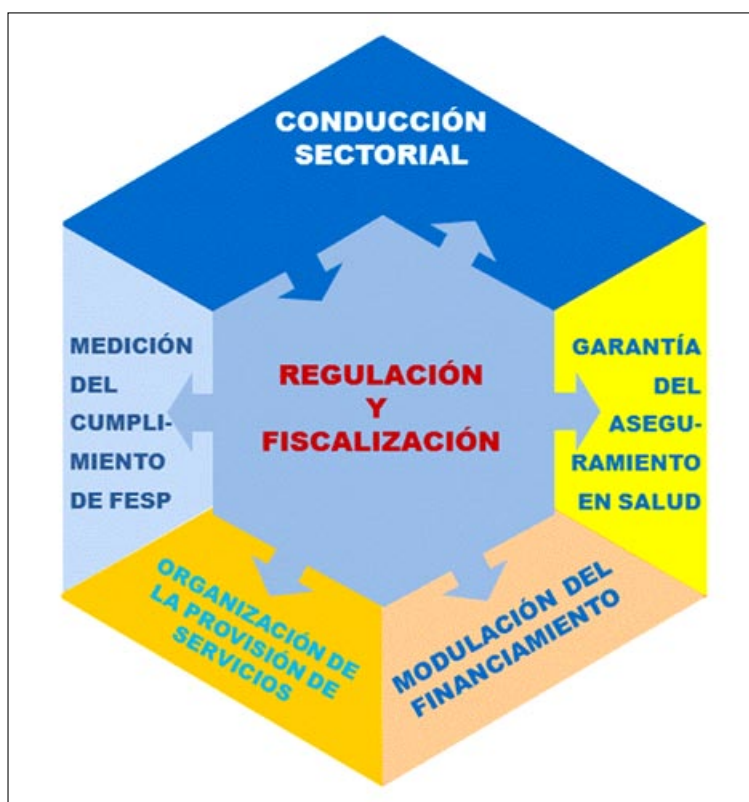 CONDUCCIÓN
SECTORIAL
MEDICIÓN
DEL
CUMPLI-
MIENTO
DE FESP
REGULACIÓN
Y
FISCALIZACIÓN
GARANTÍA
DEL
ASEGU-
RAMIENTO
EN SALUD
ORGANIZACIÓN DE
LA PROVISIÓN DE
SERVICIOS
MODULACIÓN DEL
FINANCIAMIENTO